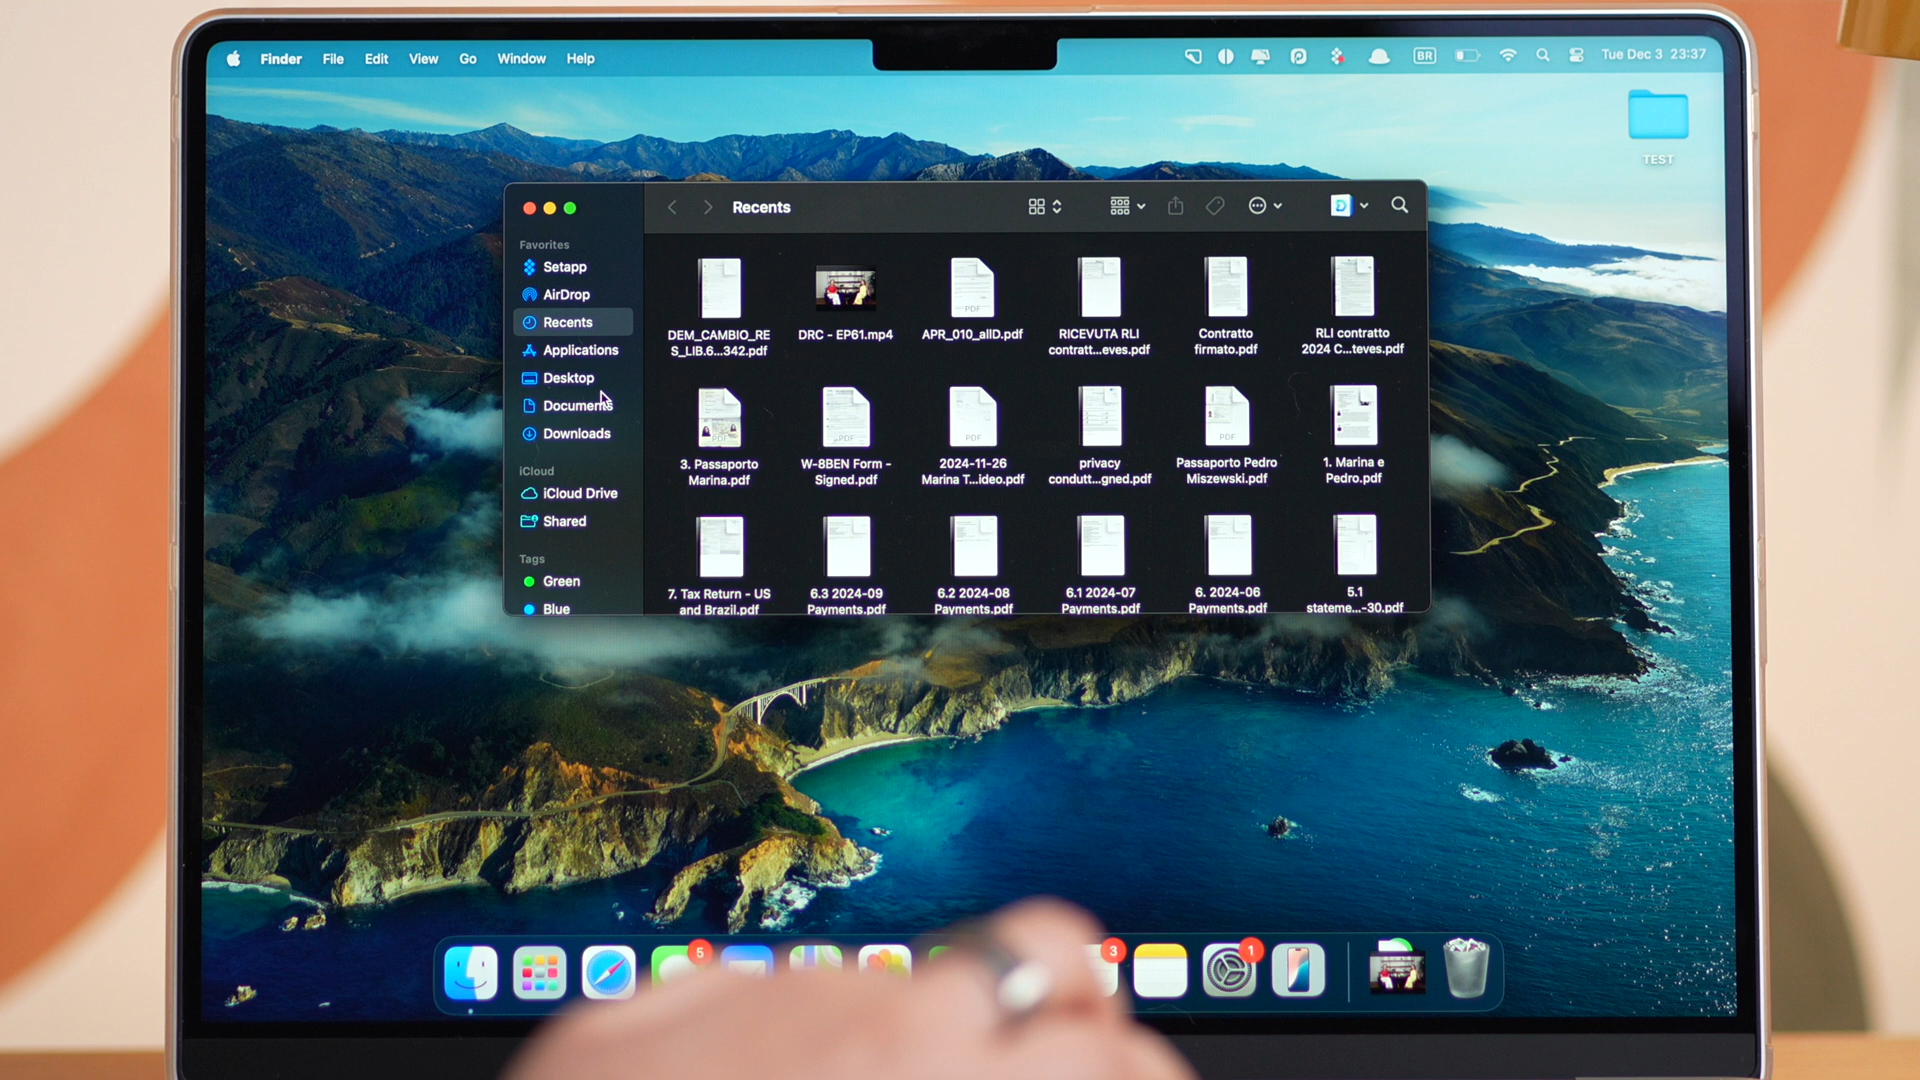 Finder File Edit View Go Window Help
BR
Tue Dec 3 23:37
TEST
Recents
Favorites
Setapp
AirDrop
Recents
Applications
Desktop
Documents
Downloads
iCloud
iCloud Drive
Shared
Tags
Green
Blue
DEM_CAMBIO_RE
S_LIB.6...342.pdf
DRC - EP61.mp4
PDF
APR_010_allD.pdf
RICEVUTA RLI
contratt...eves.pdf
Contratto
firmato.pdf
RLI contratto
2024 C...teves.pdf
PDF
3. Passaporto
Marina.pdf
PDF
W-8BEN Form -
Signed.pdf
PDF
2024-11-26
Marina T...ideo.pdf
privacy
condutt...gned.pdf
PDF
Passaporto Pedro
Miszewski.pdf
1. Marina e
Pedro.pdf
7. Tax Return - US
and Brazil.pdf
6.3 2024-09
Payments.pdf
6.2 2024-08
Payments.pdf
6.1 2024-07
Payments.pdf
6. 2024-06
Payments.pdf
5.1
stateme...-30.pdf
5
3
1